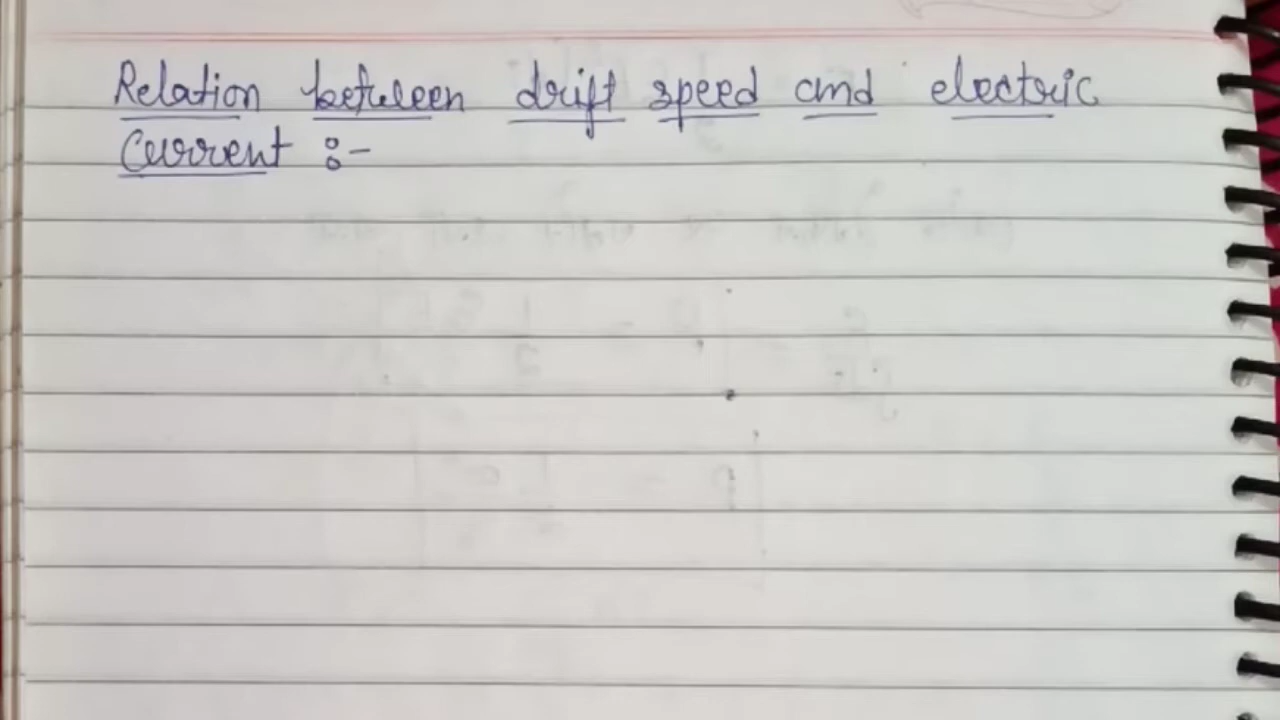 Relation between drift speed and electric
Current :-